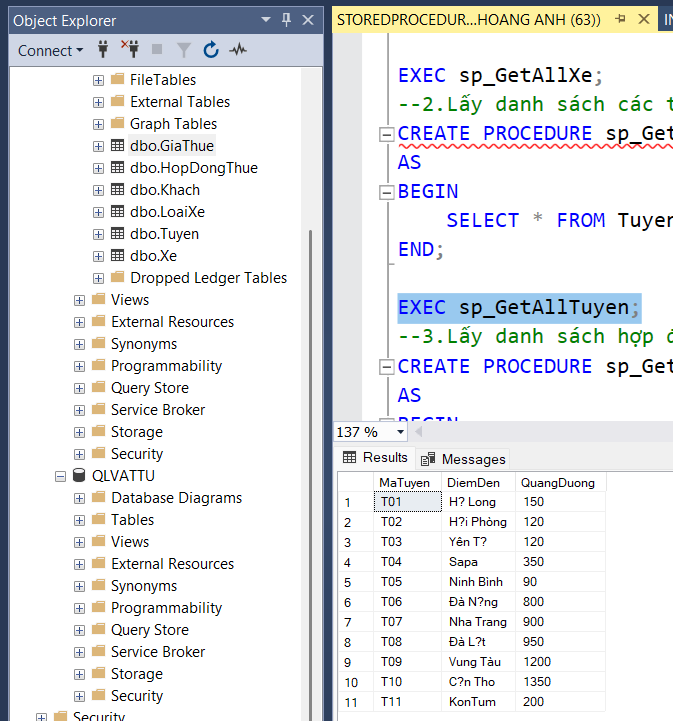 Object Explorer
Connect
FileTables
External Tables
Graph Tables
dbo.GiaThue
dbo.HopDongThue
dbo.Khach
dbo.LoaiXe
dbo.Tuyen
dbo.Xe
Dropped Ledger Tables
Views
External Resources
Synonyms
Programmability
Query Store
Service Broker
Storage
Security
QLVATTU
Database Diagrams
Tables
Views
External Resources
Synonyms
Programmability
Query Store
Service Broker
Storage
Security
Security
STOREDPROCEDUR...HOANG ANH (63))
IN
EXEC sp_GetAllXe;
--2.Lấy danh sách các t
CREATE PROCEDURE sp_Get
AS
BEGIN
SELECT * FROM Tuyen
END;
EXEC sp_GetAllTuyen;
--3.Lấy danh sách hợp đ
CREATE PROCEDURE sp_Get
AS
BEGIN
137 %
Results Messages
MaTuyen DiemDen QuangDuong
1 T01 H? Long 150
2 T02 H?i Phòng 120
3 T03 Yên T? 120
4 T04 Sapa 350
5 T05 Ninh Bình 90
6 T06 Đà N?ng 800
7 T07 Nha Trang 900
8 T08 Đà L?t 950
9 T09 Vung Tàu 1200
10 T10 C?n Tho 1350
11 T11 KonTum 200